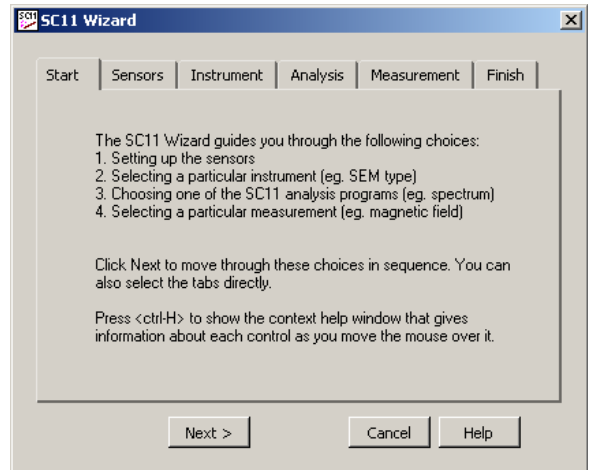 SC11 SC11 Wizard
Start Sensors Instrument Analysis Measurement Finish
The SC11 Wizard guides you through the following choices:
1. Setting up the sensors
2. Selecting a particular instrument (eg. SEM type)
3. Choosing one of the SC11 analysis programs (eg. spectrum)
4. Selecting a particular measurement (eg. magnetic field)
Click Next to move through these choices in sequence. You can
also select the tabs directly.
Press <ctrl-H> to show the context help window that gives
information about each control as you move the mouse over it.
Next > Cancel Help